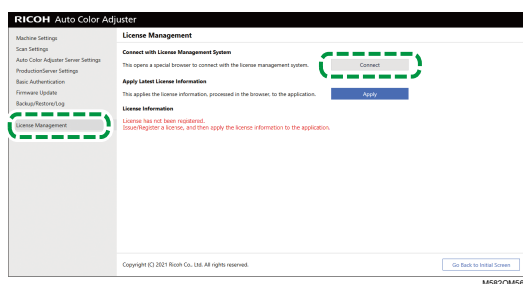 RICOH Auto Color Adjuster
Machine Settings
Scan Settings
Auto Color Adjuster Server Settings
ProductionServer Settings
Basic Authentication
Firmware Update
Backup/Restore/Log
License Management
License Management
Connect with License Management System
This opens a special browser to connect with the license management system.
Connect
Apply Latest License Information
This applies the license information, processed in the browser, to the application.
Apply
License Information
License has not been registered.
Issue/Register a license, and then apply the license information to the application.
Copyright (C) 2021 Ricoh Co., Ltd. All rights reserved.
Go Back to Initial Screen
M582OM56